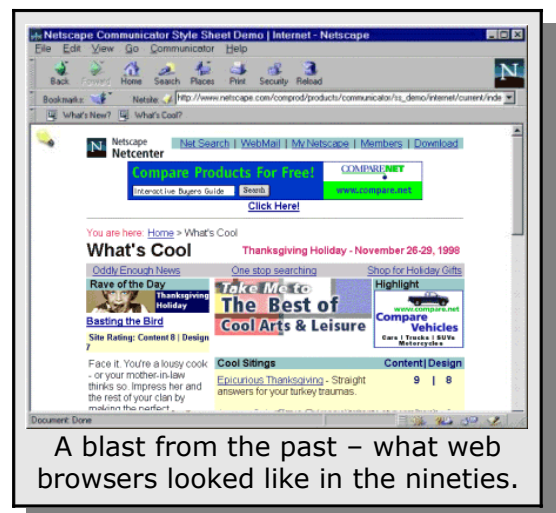 Netscape Communicator Style Sheet Demo | Internet - Netscape
File Edit View Go Communicator Help
Back Forward Home Search Places Print Security Reload
N
Bookmarks Netsite: http://www.netscape.com/comprod/products/communicator/ss_demo/internet/current/inde
What's New? What's Cool?
N Netscape
Netcenter
Net Search | WebMail | My Netscape | Members | Download
Compare Products For Free! COMPARENET
Interactive Buyers Guide Search www.compare.net
Click Here!
You are here: Home > What's Cool
What's Cool Thanksgiving Holiday - November 26-29, 1998
Oddly Enough News One stop searching Shop for Holiday Gifts
Rave of the Day
Thanksgiving
Holiday
Basting the Bird
Site Rating: Content 8 | Design
7
Take Me to
The Best of
Cool Arts & Leisure
Highlight
www.compare.net
Compare
Vehicles
Cars | Trucks | SUVs
Motorcycles
Face it. You're a lousy cook
- or your mother-in-law
thinks so. Impress her and
the rest of your clan by
making the perfect
Cool Sitings Content | Design
Epicurious Thanksgiving - Straight 9 | 8
answers for your turkey traumas.
Document: Done
A blast from the past – what web
browsers looked like in the nineties.